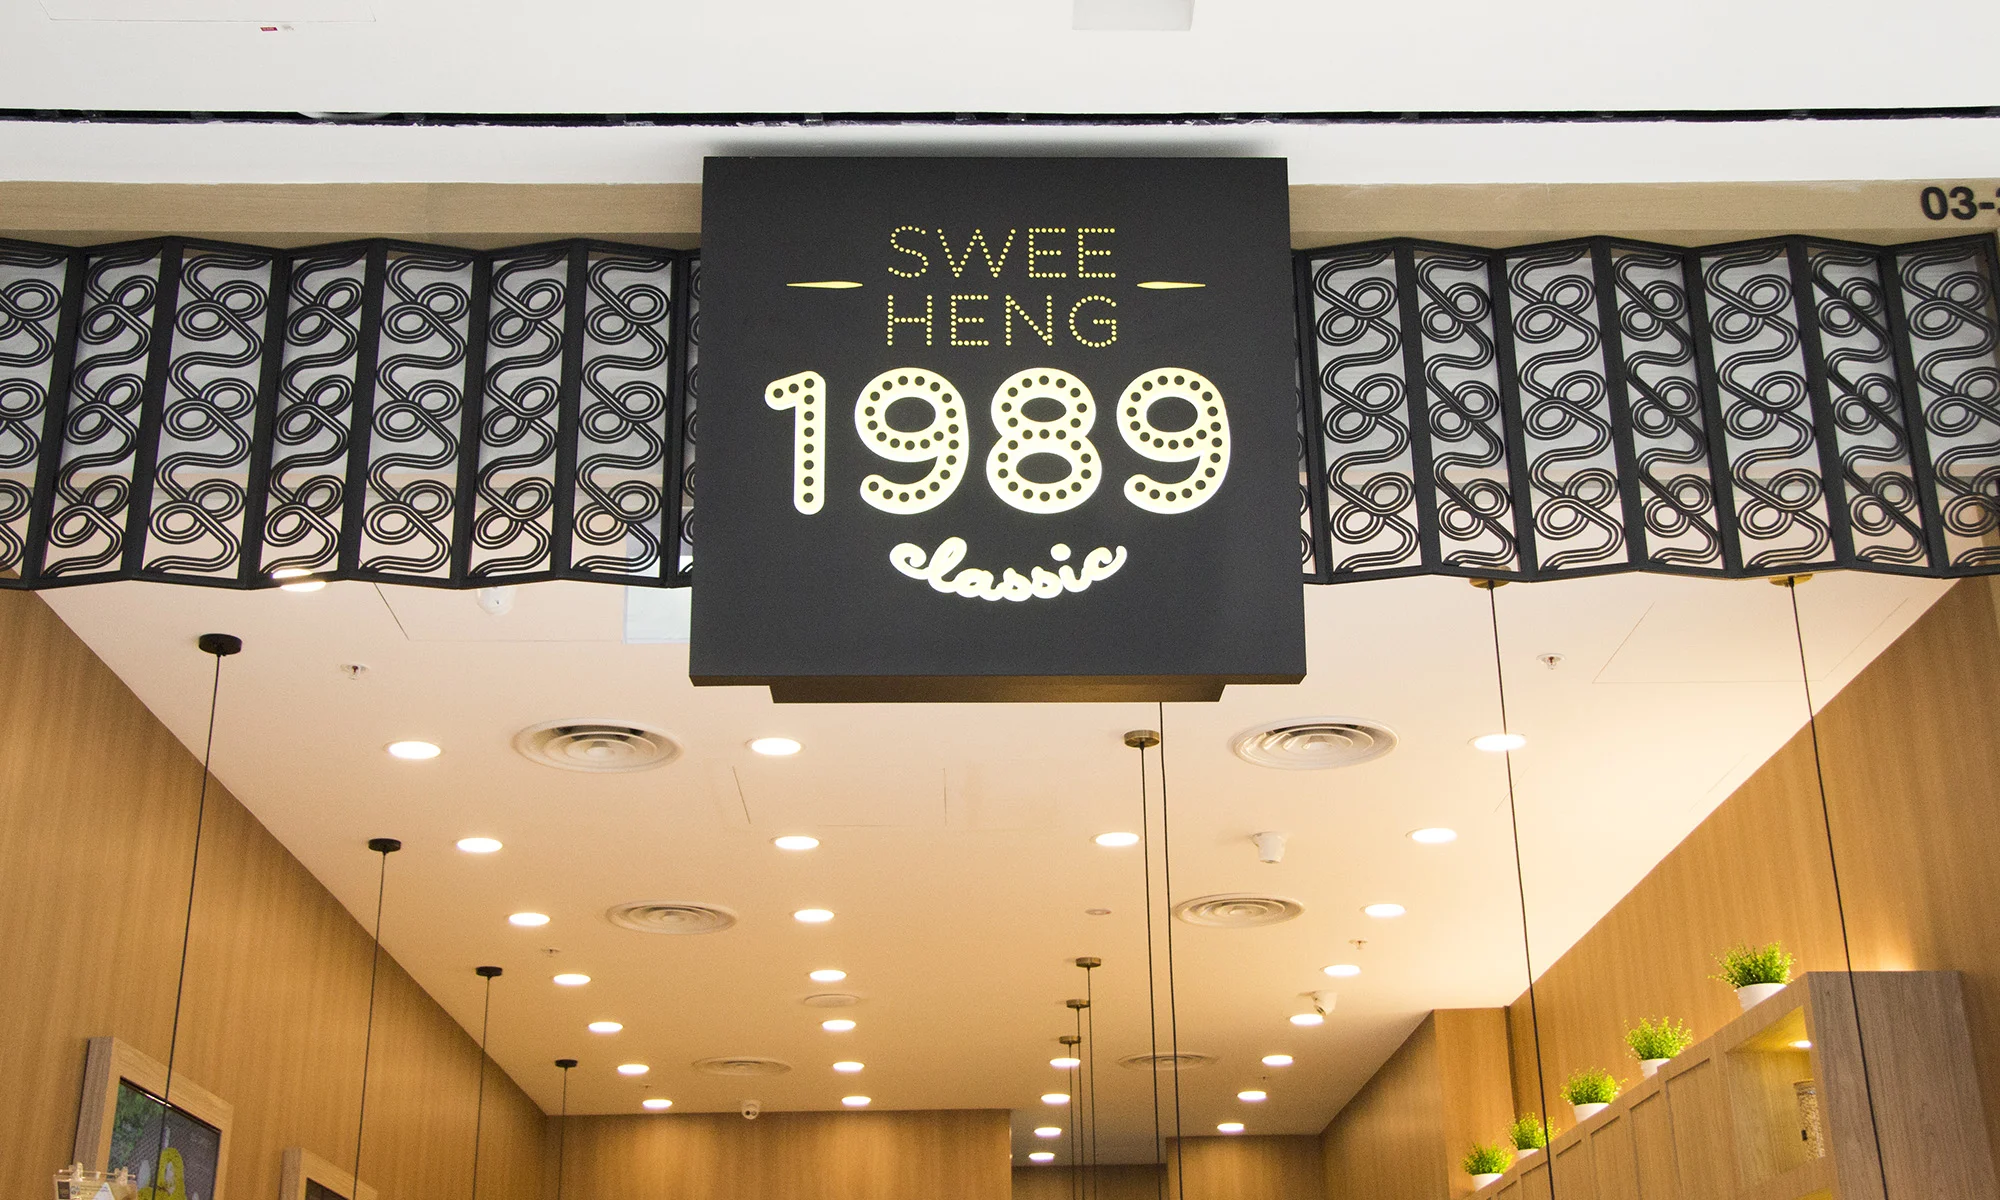 SWEE
HENG
1989
classic
03-